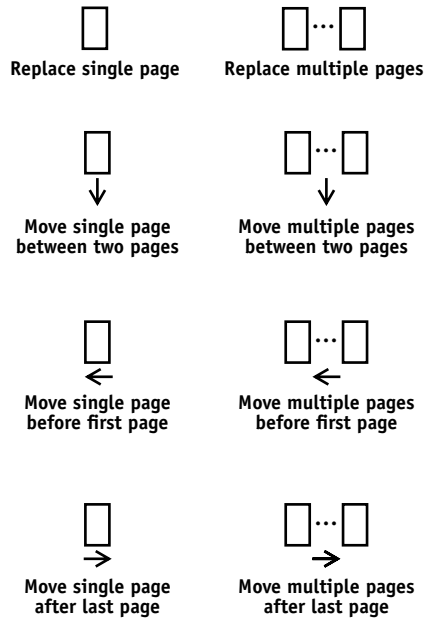 Replace single page
Replace multiple pages
Move single page
between two pages
Move multiple pages
between two pages
Move single page
before first page
Move multiple pages
before first page
Move single page
after last page
Move multiple pages
after last page